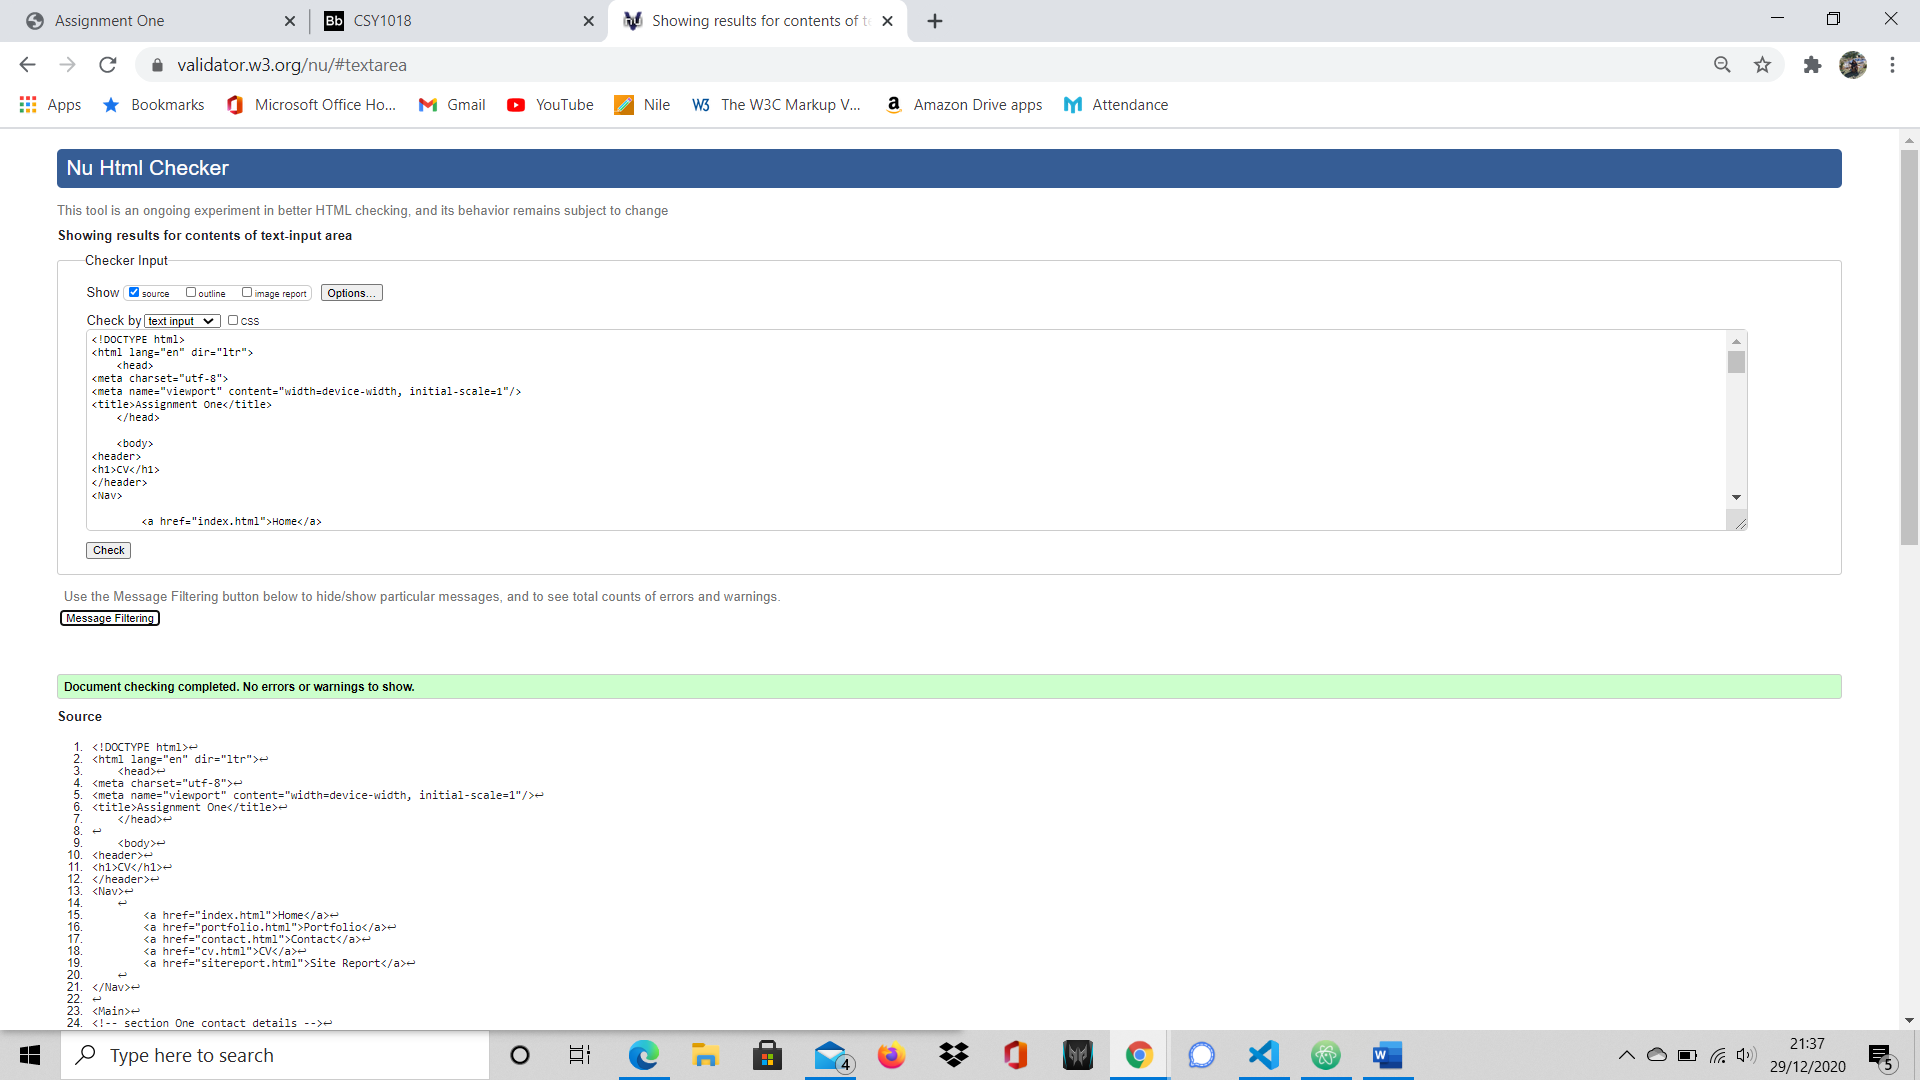 Assignment One
Bb CSY1018
Showing results for contents of te
validator.w3.org/nu/#textarea
Apps Bookmarks Microsoft Office Ho... Gmail YouTube Nile W3 The W3C Markup V... a Amazon Drive apps Attendance
Nu Html Checker
This tool is an ongoing experiment in better HTML checking, and its behavior remains subject to change
Showing results for contents of text-input area
Checker Input
Show source outline image report Options...
Check by text input CSS
<!DOCTYPE html>
<html lang="en" dir="ltr">
<head>
<meta charset="utf-8">
<meta name="viewport" content="width=device-width, initial-scale=1"/>
<title>Assignment One</title>
</head>
<body>
<header>
<h1>CV</h1>
</header>
<Nav>
<a href="index.html">Home</a>
Check
Use the Message Filtering button below to hide/show particular messages, and to see total counts of errors and warnings.
Message Filtering
Document checking completed. No errors or warnings to show.
Source
1. <!DOCTYPE html>↩
2. <html lang="en" dir="ltr">↩
3. <head>↩
4. <meta charset="utf-8">↩
5. <meta name="viewport" content="width=device-width, initial-scale=1"/>↩
6. <title>Assignment One</title>↩
7. </head>↩
8. ↩
9. <body>↩
10. <header>↩
11. <h1>CV</h1>↩
12. </header>↩
13. <Nav>↩
14. ↩
15. <a href="index.html">Home</a>↩
16. <a href="portfolio.html">Portfolio</a>↩
17. <a href="contact.html">Contact</a>↩
18. <a href="cv.html">CV</a>↩
19. <a href="sitereport.html">Site Report</a>↩
20. ↩
21. </Nav>↩
22. ↩
23. <Main>↩
24. <!-- section One contact details -->↩
Type here to search
4
W
21:37
29/12/2020
5